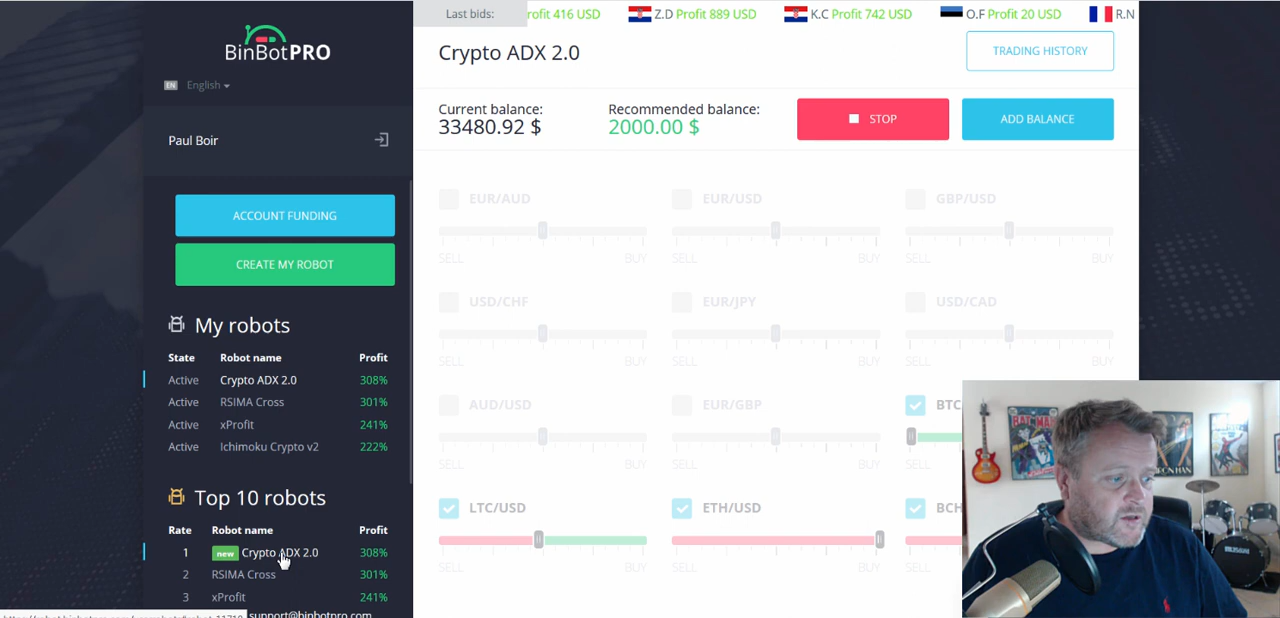 Last bids:
rofit 416 USD
Z.D Profit 889 USD
K.C Profit 742 USD
O.F Profit 20 USD
R.N
BinBotPRO
EN English
Paul Boir
ACCOUNT FUNDING
CREATE MY ROBOT
My robots
State Robot name Profit
Active Crypto ADX 2.0 308%
Active RSIMA Cross 301%
Active xProfit 241%
Active Ichimoku Crypto v2 222%
Top 10 robots
Rate Robot name Profit
1 new Crypto ADX 2.0 308%
2 RSIMA Cross 301%
3 xProfit 241%
support@binbotpro.com
Crypto ADX 2.0
TRADING HISTORY
Current balance:
33480.92 $
Recommended balance:
2000.00 $
STOP
ADD BALANCE
EUR/AUD
SELL BUY
EUR/USD
SELL BUY
GBP/USD
SELL BUY
USD/CHF
SELL BUY
EUR/JPY
SELL BUY
USD/CAD
SELL BUY
AUD/USD
SELL BUY
EUR/GBP
SELL BUY
BTC
SELL
LTC/USD
SELL BUY
ETH/USD
SELL BUY
BCH
SELL